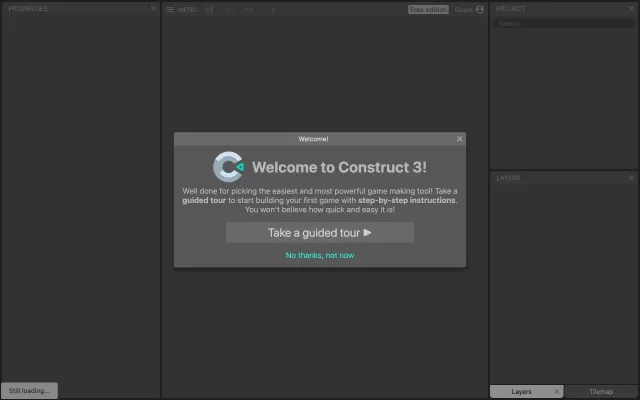 PROPERTIES
MENU
Free edition
Guest
PROJECT
Search
Welcome!
Welcome to Construct 3!
Well done for picking the easiest and most powerful game making tool! Take a
guided tour to start building your first game with step-by-step instructions.
You won't believe how quick and easy it is!
Take a guided tour
No thanks, not now
LAYERS
Still loading...
Layers
Tilemap